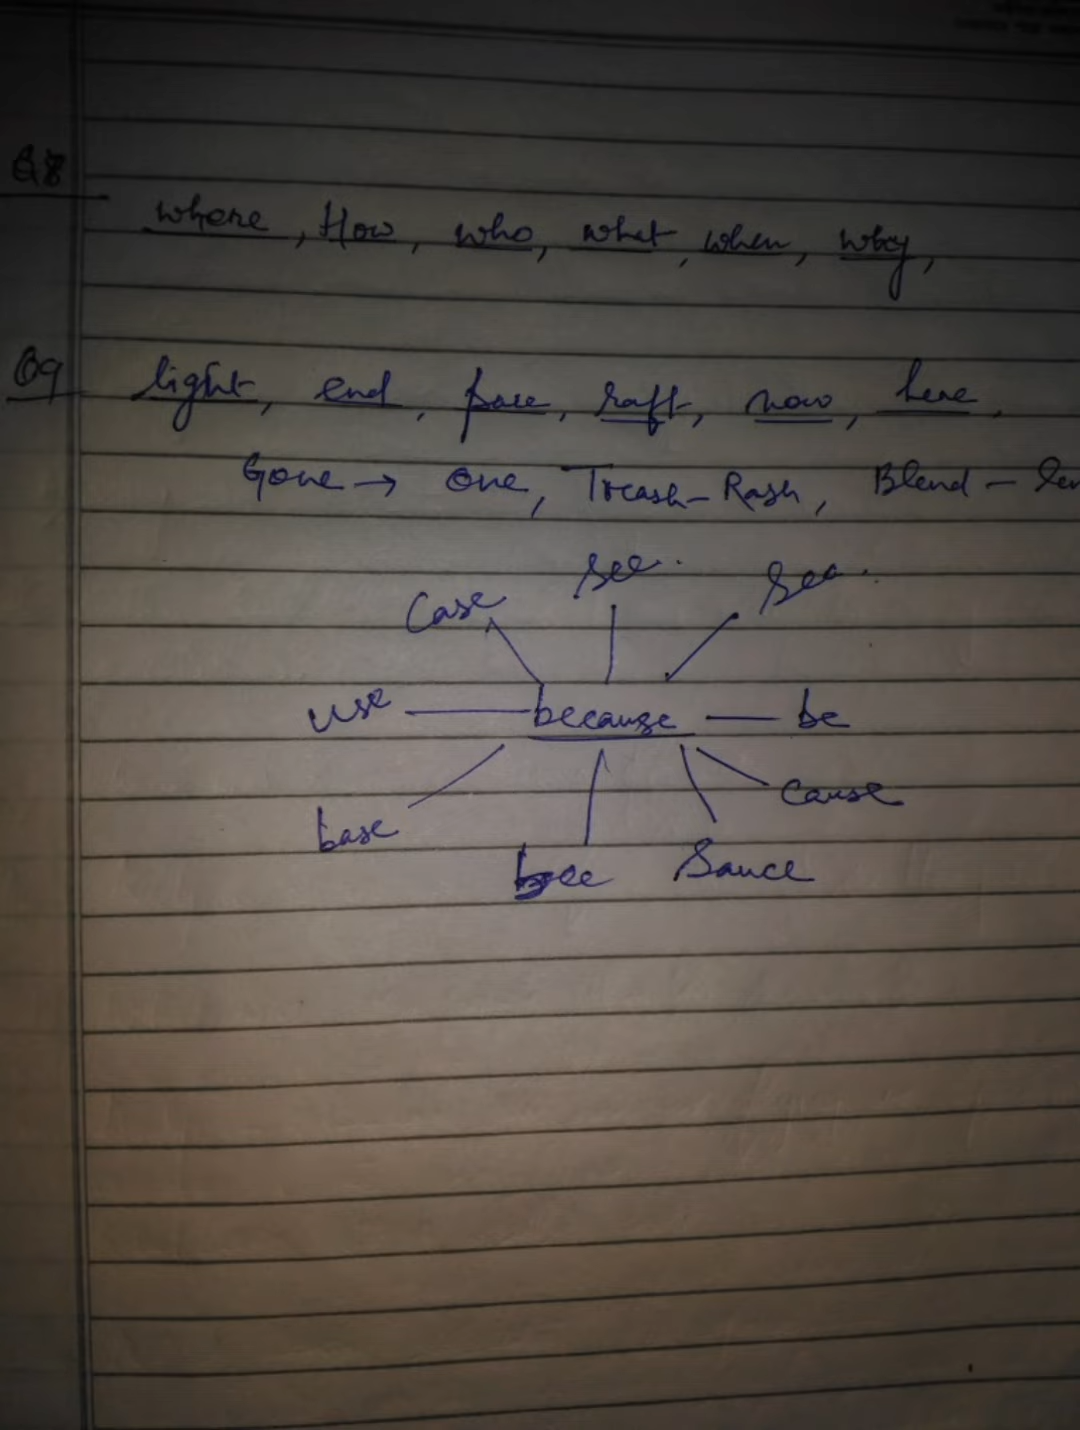 Q8
where, How, who, what, when, why,
Q9 light, end, face, raft, now, here.
Gone → one, Trash - Rash, Blend -
Case see. Sea.
use because be
base cause
bee Sauce